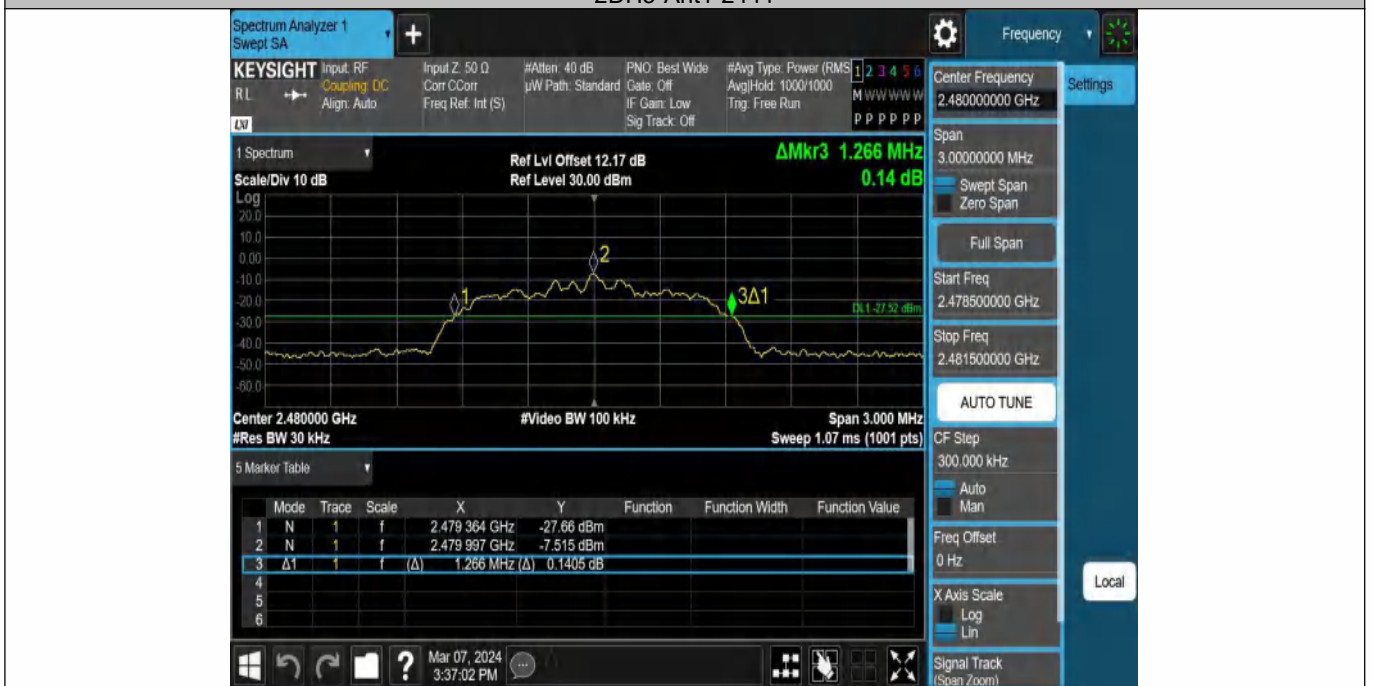 Spectrum Analyzer 1
Swept SA
+
Frequency
KEYSIGHT
RL
LXI
Input: RF
Coupling: DC
Align: Auto
Input Z: 50 Ω
Corr CCorr
Freq Ref: Int (S)
#Atten: 40 dB
µW Path: Standard
PNO: Best Wide
Gate: Off
IF Gain: Low
Sig Track: Off
#Avg Type: Power (RMS
Avg|Hold: 1000/1000
Trig: Free Run
1 2 3 4 5 6
M W W W W W
P P P P P P
1 Spectrum
Scale/Div 10 dB
Ref Lvl Offset 12.17 dB
Ref Level 30.00 dBm
ΔMkr3 1.266 MHz
0.14 dB
Log
20.0
10.0
0.00
-10.0
-20.0
-30.0
-40.0
-50.0
-60.0
1
2
3Δ1
DL1 -27.52 dBm
Center 2.480000 GHz
#Video BW 100 kHz
Span 3.000 MHz
#Res BW 30 kHz
Sweep 1.07 ms (1001 pts)
5 Marker Table
Mode Trace Scale X Y Function Function Width Function Value
1 N 1 f 2.479 364 GHz -27.66 dBm
2 N 1 f 2.479 997 GHz -7.515 dBm
3 Δ1 1 f (Δ) 1.266 MHz (Δ) 0.1405 dB
4
5
6
Mar 07, 2024
3:37:02 PM
Center Frequency
2.480000000 GHz
Settings
Span
3.00000000 MHz
Swept Span
Zero Span
Full Span
Start Freq
2.478500000 GHz
Stop Freq
2.481500000 GHz
AUTO TUNE
CF Step
300.000 kHz
Auto
Man
Freq Offset
0 Hz
X Axis Scale
Log
Lin
Local
Signal Track
(Span Zoom)